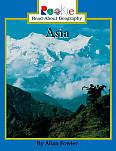 Rookie
Read-About Geography
Asia
By Allan Fowler